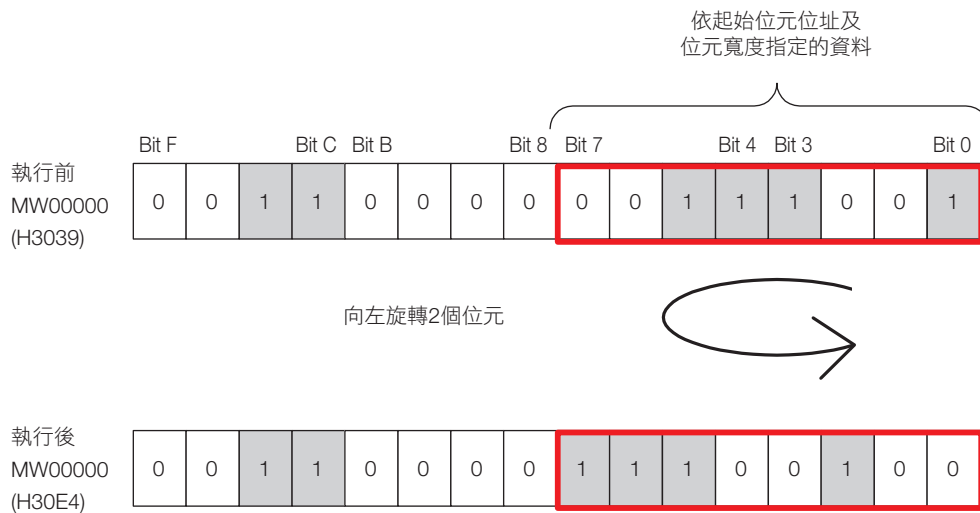 依起始位元位址及
位元寬度指定的資料
Bit F Bit C Bit B Bit 8 Bit 7 Bit 4 Bit 3 Bit 0
執行前
MW00000
(H3039)
0 0 1 1 0 0 0 0 0 0 1 1 1 0 0 1
向左旋轉2個位元
執行後
MW00000
(H30E4)
0 0 1 1 0 0 0 0 1 1 1 0 0 1 0 0